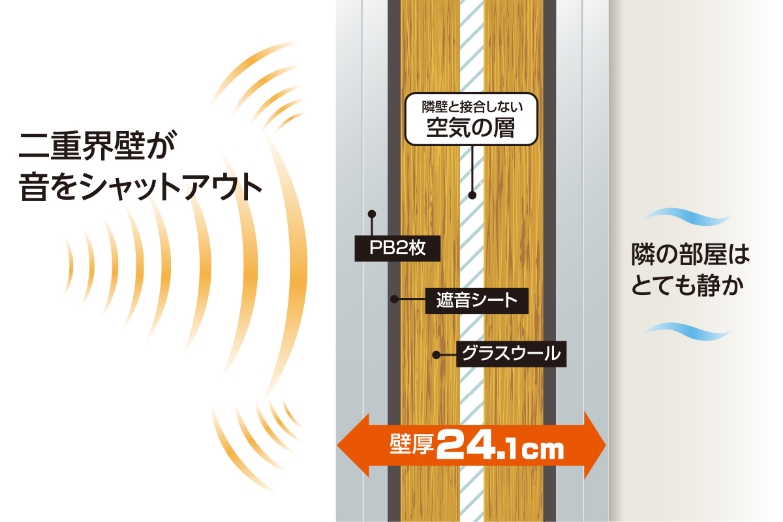 二重界壁が
音をシャットアウト
隣壁と接合しない
空気の層
PB2枚
遮音シート
グラスウール
壁厚24.1cm
隣の部屋は
とても静か